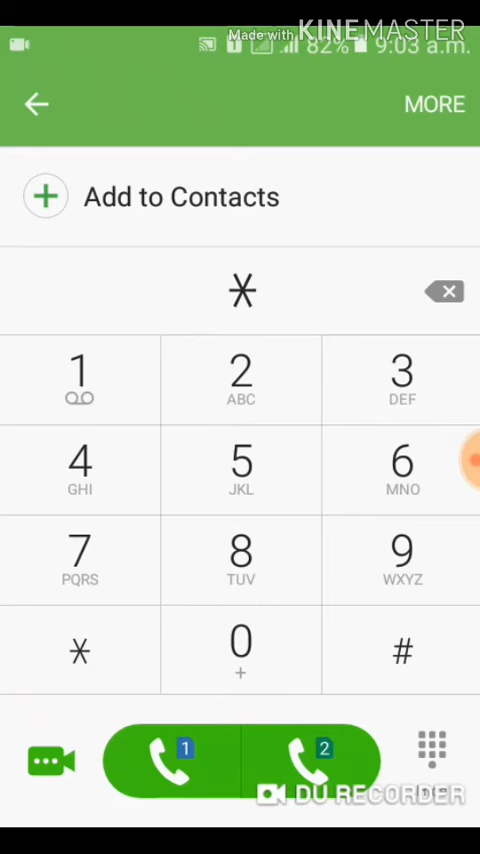 Made with KINEMASTER
82% 9:03 a.m.
MORE
Add to Contacts
*
1 2 3
ABC DEF
4 5 6
GHI JKL MNO
7 8 9
PQRS TUV WXYZ
* 0 #
+
1 2
DU RECORDER